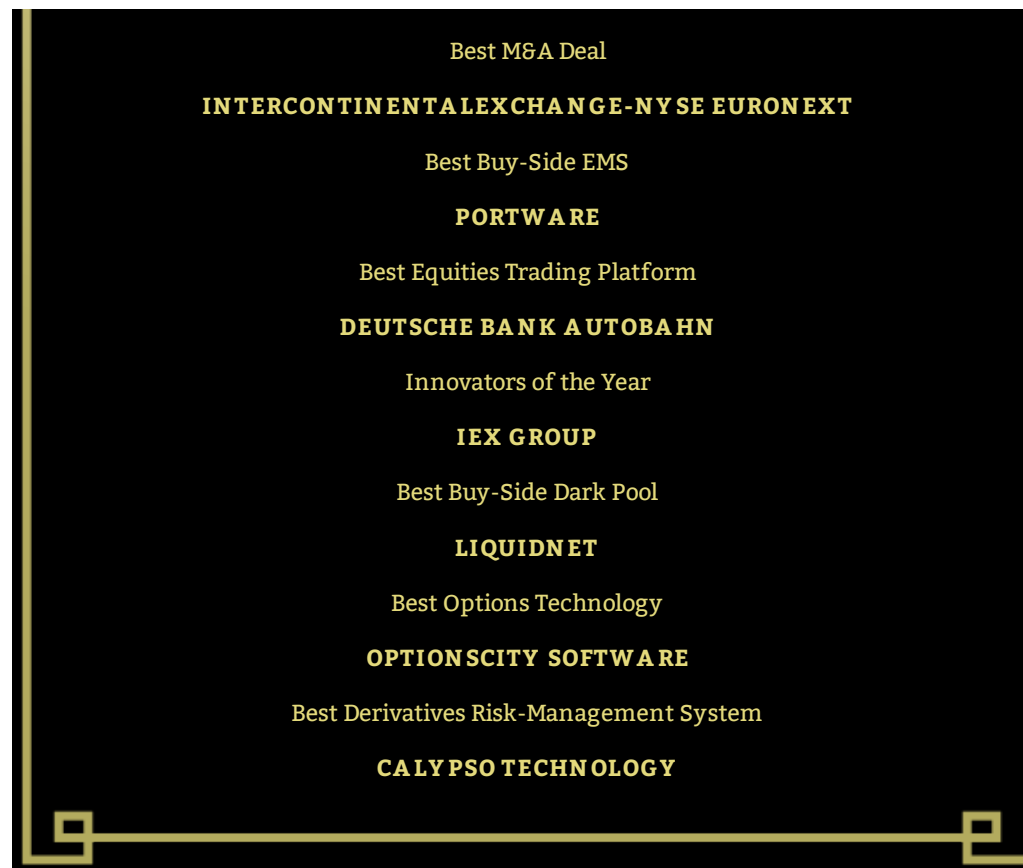 Best M&A Deal
INTERCONTINENTALEXCHANGE-NYSE EURONEXT
Best Buy-Side EMS
PORTWARE
Best Equities Trading Platform
DEUTSCHE BANK AUTOBAHN
Innovators of the Year
IEX GROUP
Best Buy-Side Dark Pool
LIQUIDNET
Best Options Technology
OPTIONSCITY SOFTWARE
Best Derivatives Risk-Management System
CALYPSO TECHNOLOGY